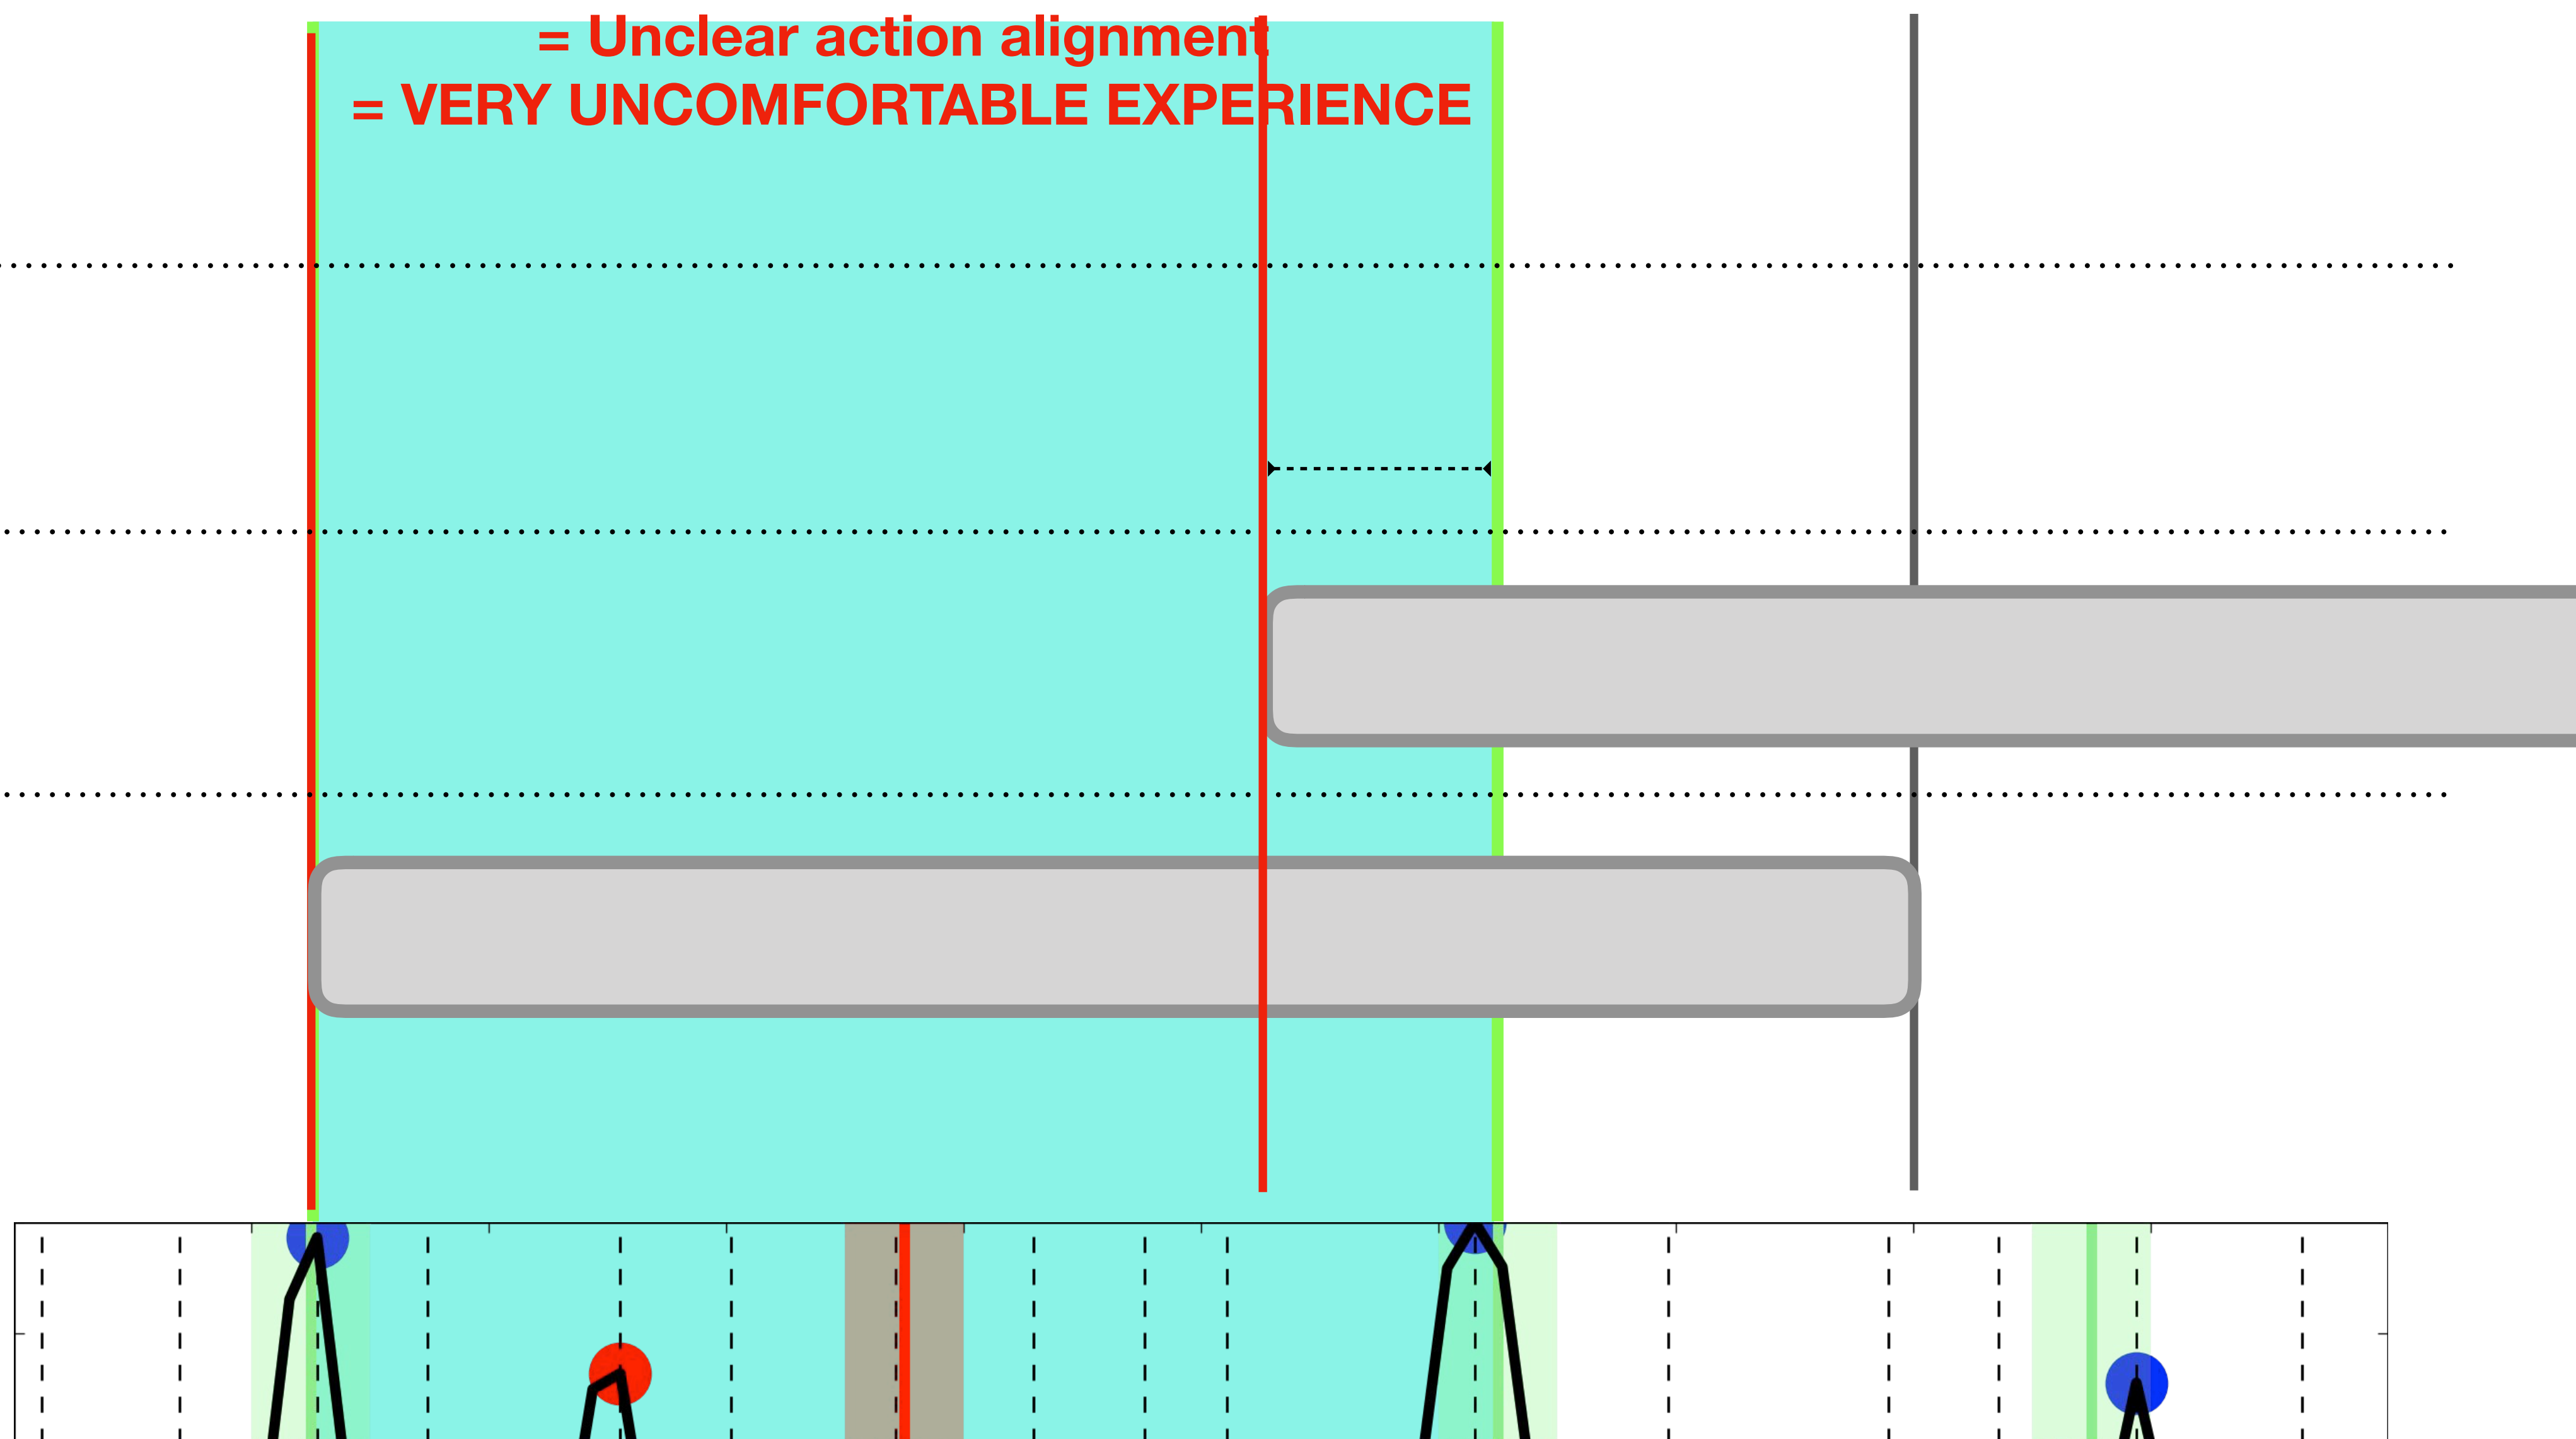 = Unclear action alignment
= VERY UNCOMFORTABLE EXPERIENCE